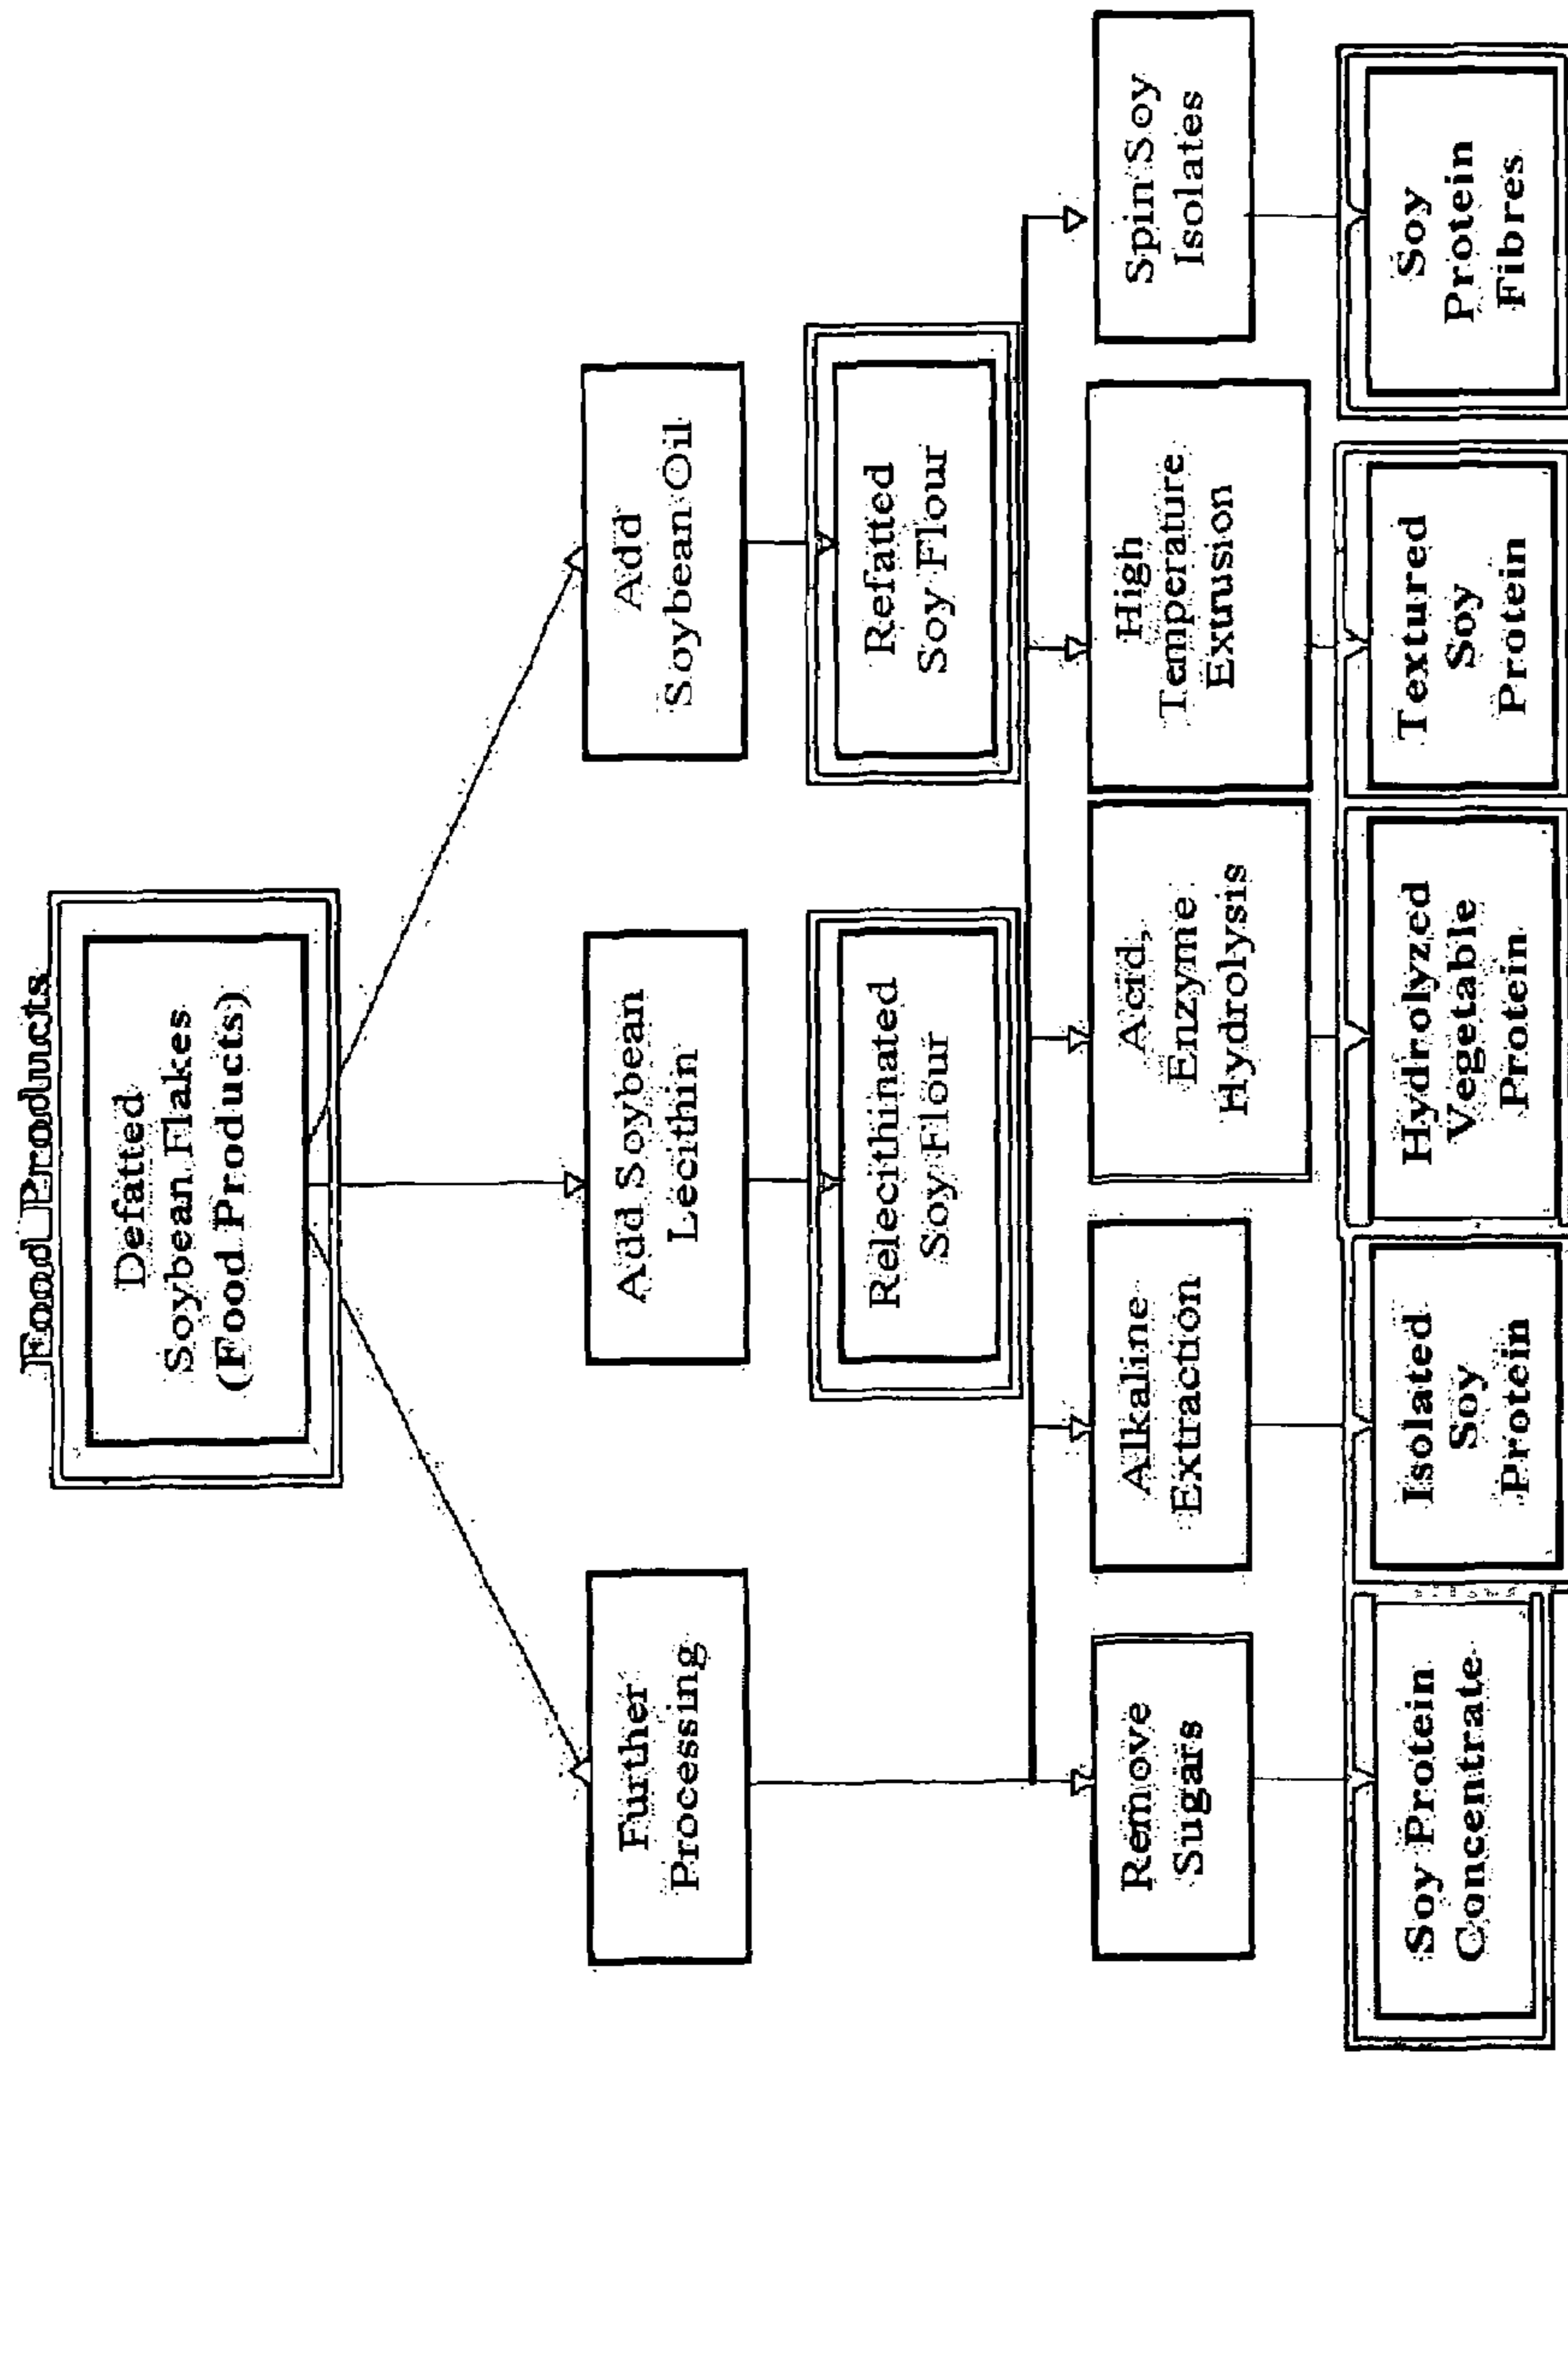 Food Products
Defatted
Soybean Flakes
(Food Products)
Further
Processing
Add Soybean
Lecithin
Add
Soybean Oil
Relecithinated
Soy Flour
Refatted
Soy Flour
Remove
Sugars
Alkaline
Extraction
Acid,
Enzyme
Hydrolysis
High
Temperature
Extrusion
Spin Soy
Isolates
Soy Protein
Concentrate
Isolated
Soy
Protein
Hydrolyzed
Vegetable
Protein
Textured
Soy
Protein
Soy
Protein
Fibres